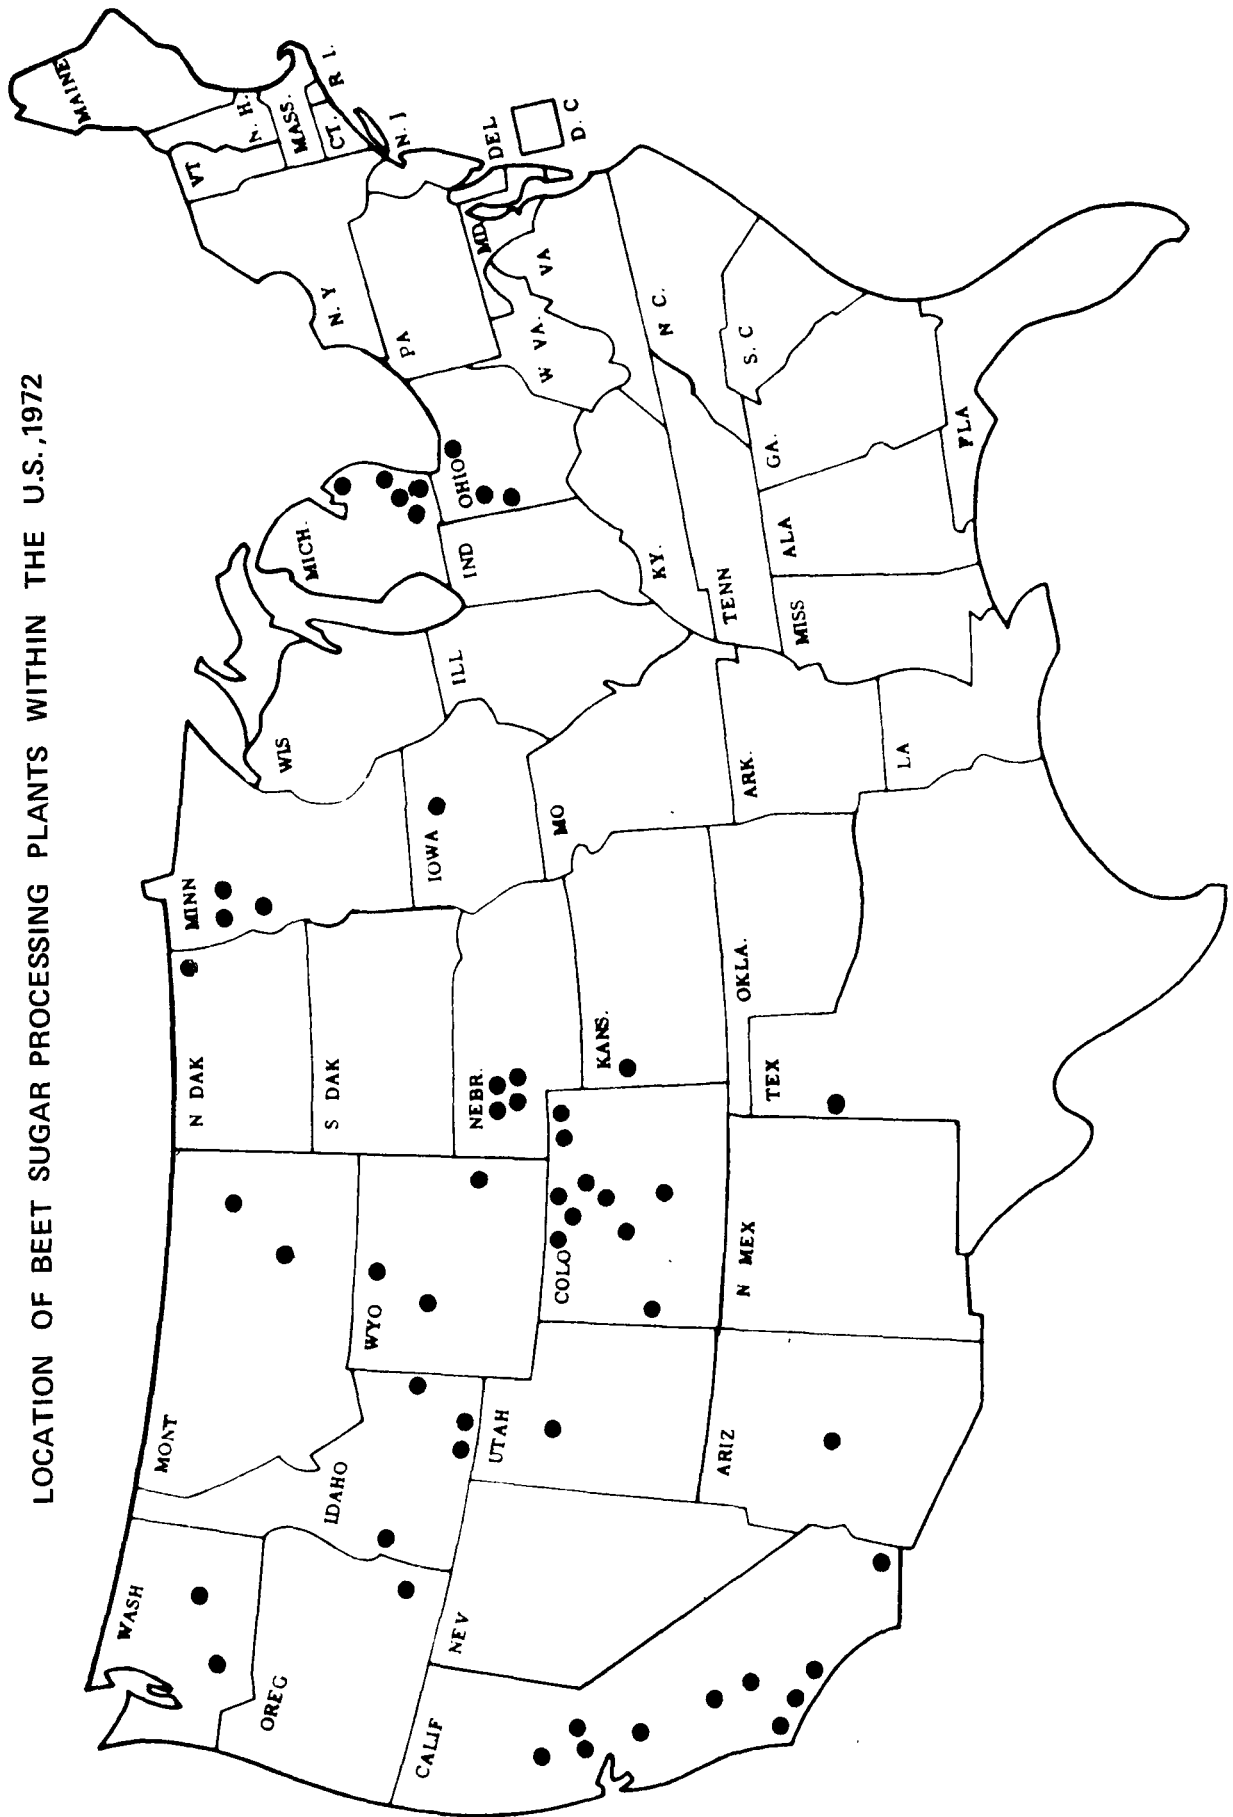 LOCATION OF BEET SUGAR PROCESSING PLANTS WITHIN THE U.S.,1972
WASH
MONT
N DAK
MINN
WIS
MICH.
N.Y
VT
MAINE
N. H.
MASS.
CT.
R I.
N.J
OREG
IDAHO
WYO
S DAK
IOWA
ILL
IND
OHIO
PA
MD
DEL
D.C
NEBR.
W VA.
VA
CALIF
NEV
UTAH
COLO
KANS.
MO
KY.
N C.
TENN
S. C
ARIZ
N MEX
OKLA.
ARK.
TEX
MISS
ALA
GA.
LA
FLA